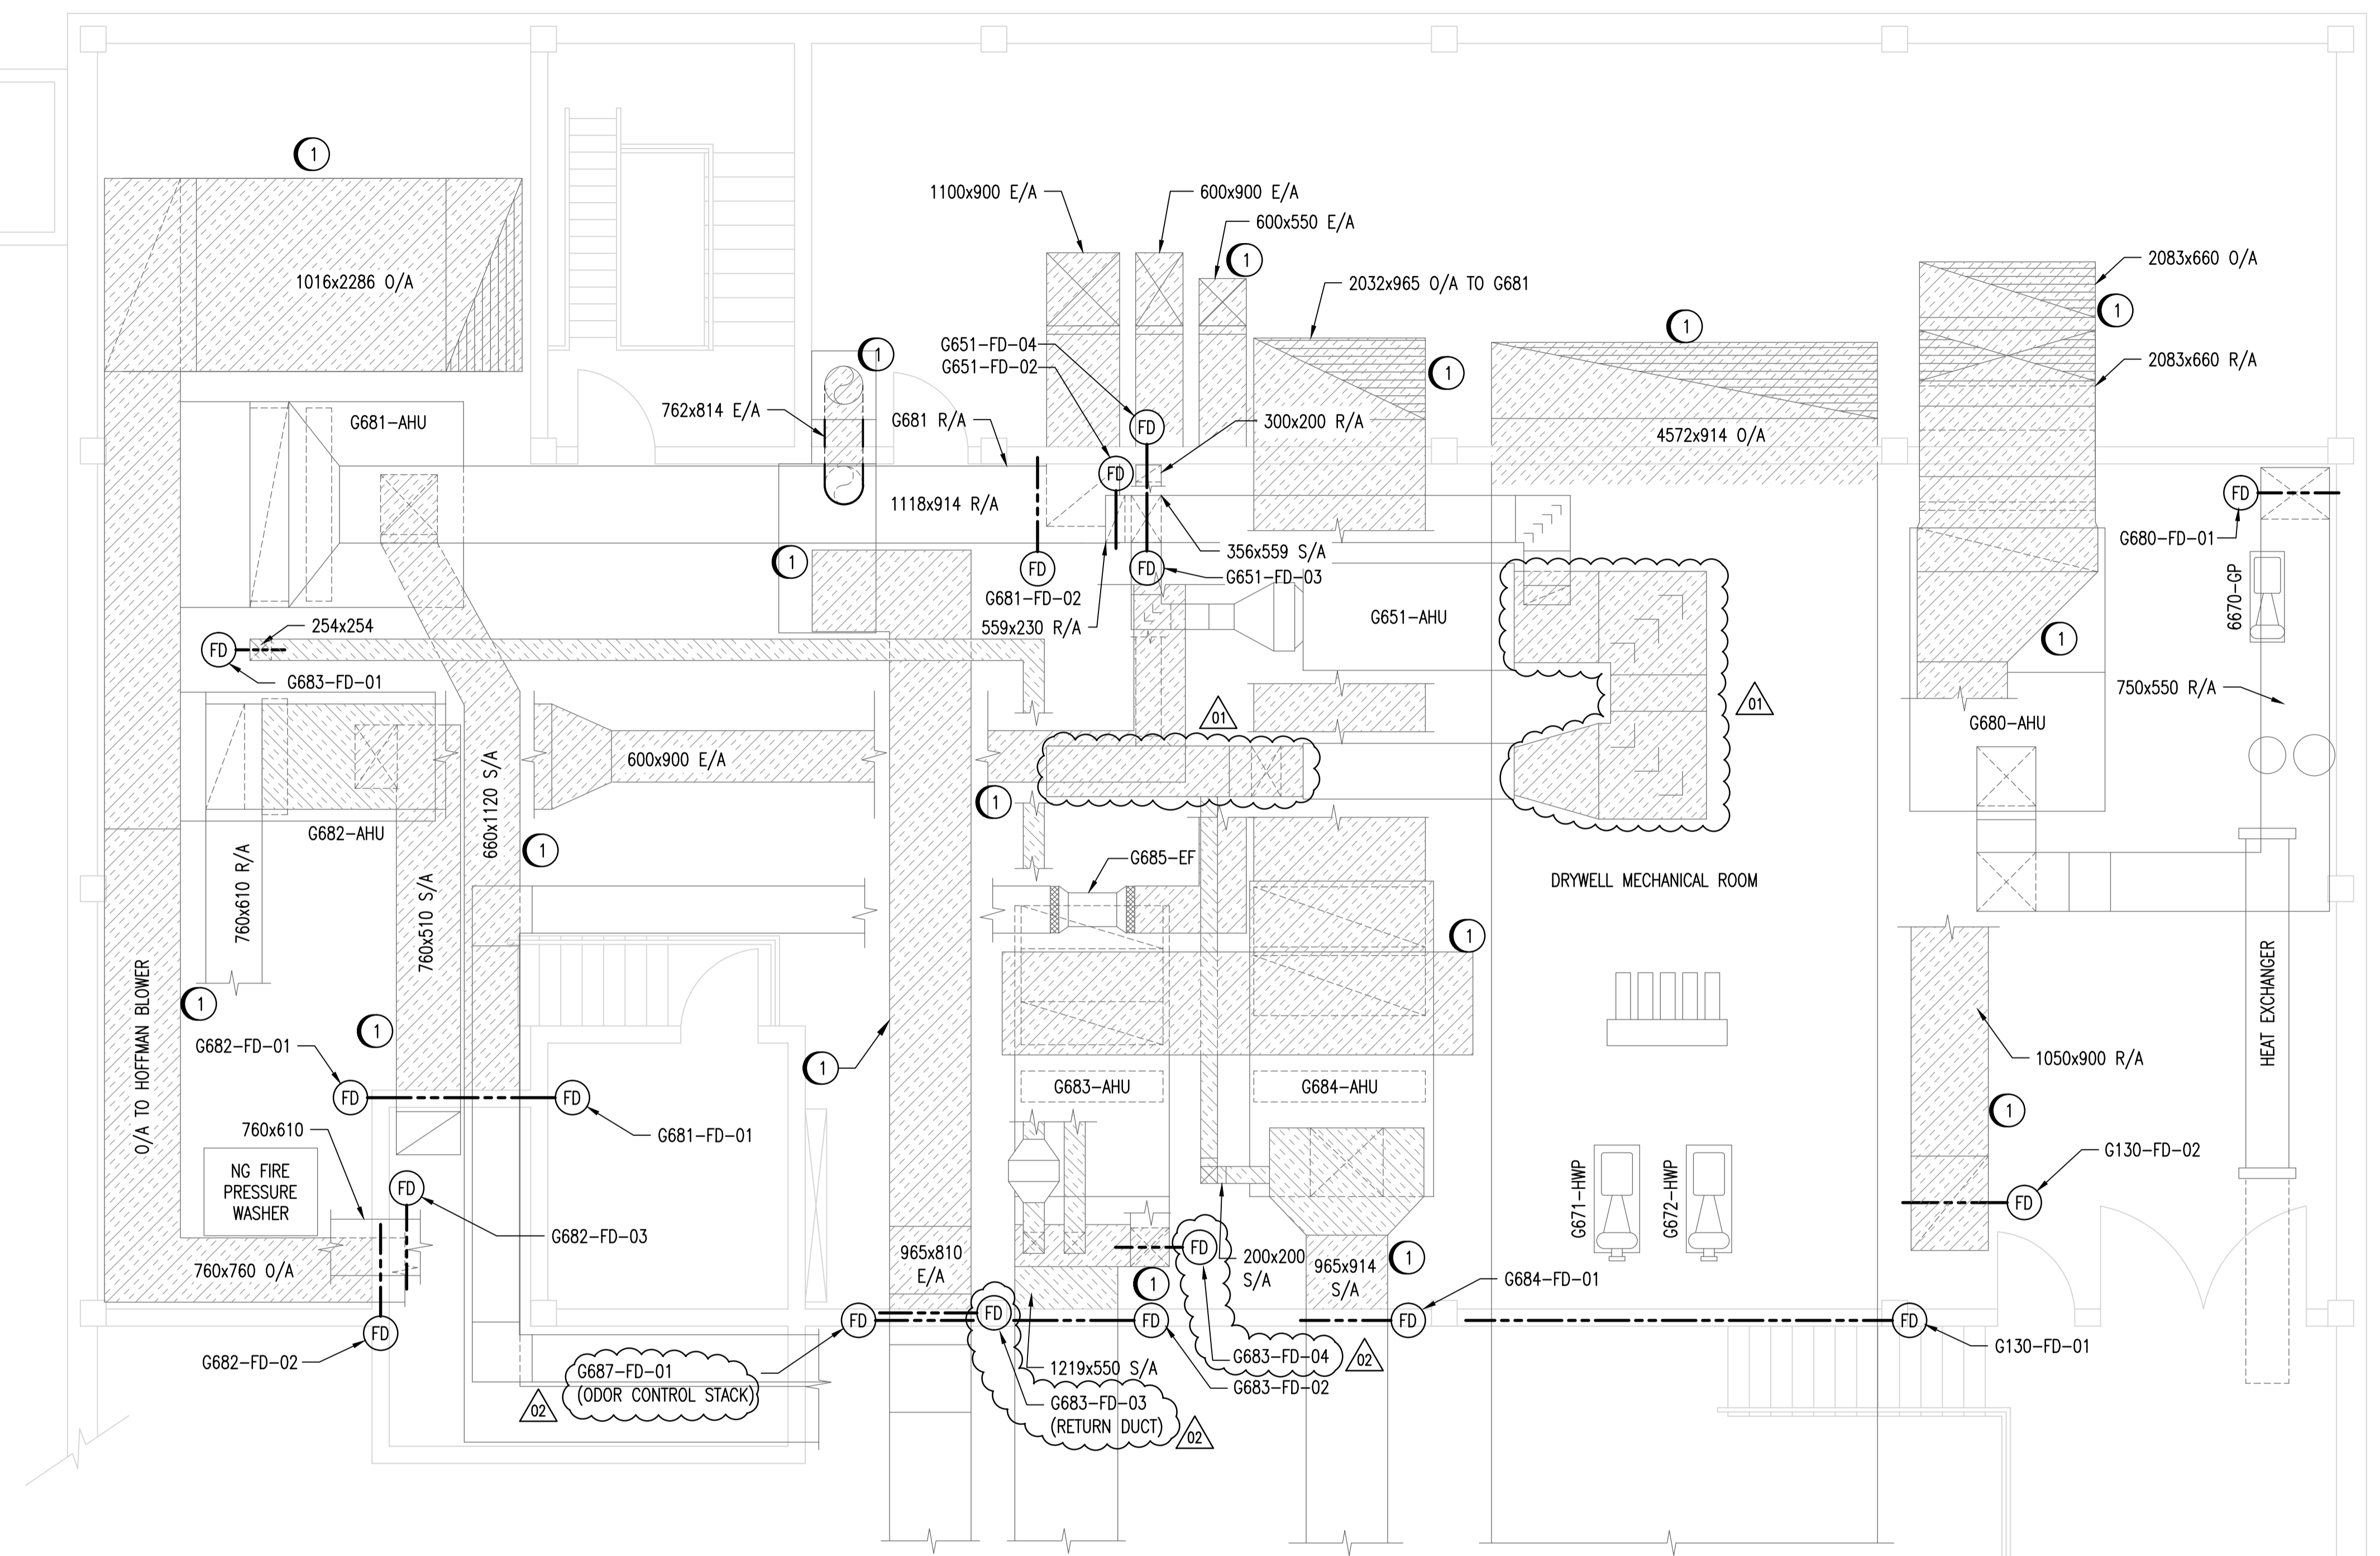 1
1100x900 E/A
600x900 E/A
600x550 E/A
1
1016x2286 O/A
2032x965 O/A TO G681
2083x660 O/A
1
1
G651-FD-04
G651-FD-02
1
1
2083x660 R/A
762x814 E/A
G681 R/A
G681-AHU
300x200 R/A
FD
4572x914 O/A
FD
1118x914 R/A
FD
G680-FD-01
356x559 S/A
1
FD
FD
G651-FD-03
G681-FD-02
559x230 R/A
G651-AHU
6670-GP
254x254
FD
G683-FD-01
1
750x550 R/A
01
01
G680-AHU
600x900 E/A
660x1120 S/A
1
G682-AHU
1
G685-EF
DRYWELL MECHANICAL ROOM
760x610 R/A
760x510 S/A
1
O/A TO HOFFMAN BLOWER
1
1
HEAT EXCHANGER
G682-FD-01
1
G683-AHU
G684-AHU
1050x900 R/A
FD
FD
1
G681-FD-01
760x610
G130-FD-02
NG FIRE
PRESSURE
WASHER
FD
G671-HWP
G672-HWP
FD
G682-FD-03
760x760 O/A
965x810
E/A
FD
200x200
S/A
965x914
S/A
1
1
G684-FD-01
FD
FD
FD
FD
FD
FD
G130-FD-01
G682-FD-02
G687-FD-01
(ODOR CONTROL STACK)
02
1219x550 S/A
G683-FD-04
02
G683-FD-02
G683-FD-03
(RETURN DUCT)
02